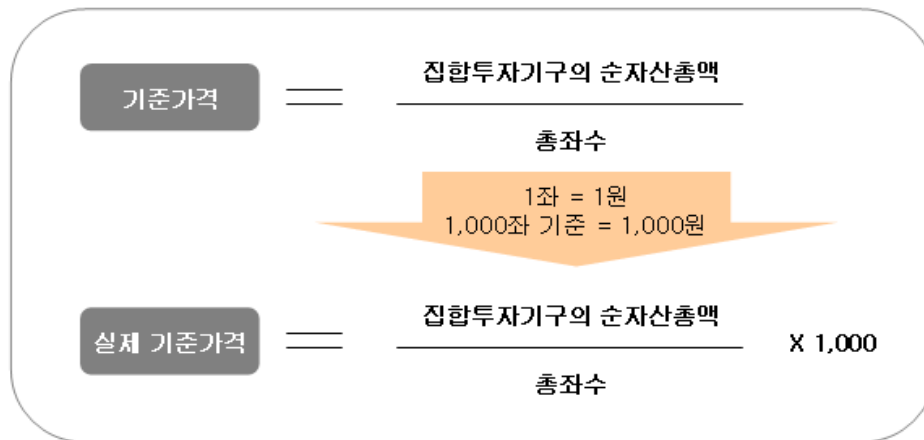 집합투자기구의 순자산총액
기준가격
총좌수
1좌 = 1원
1,000좌 기준 = 1,000원
집합투자기구의 순자산총액
실제 기준가격
X 1,000
총좌수